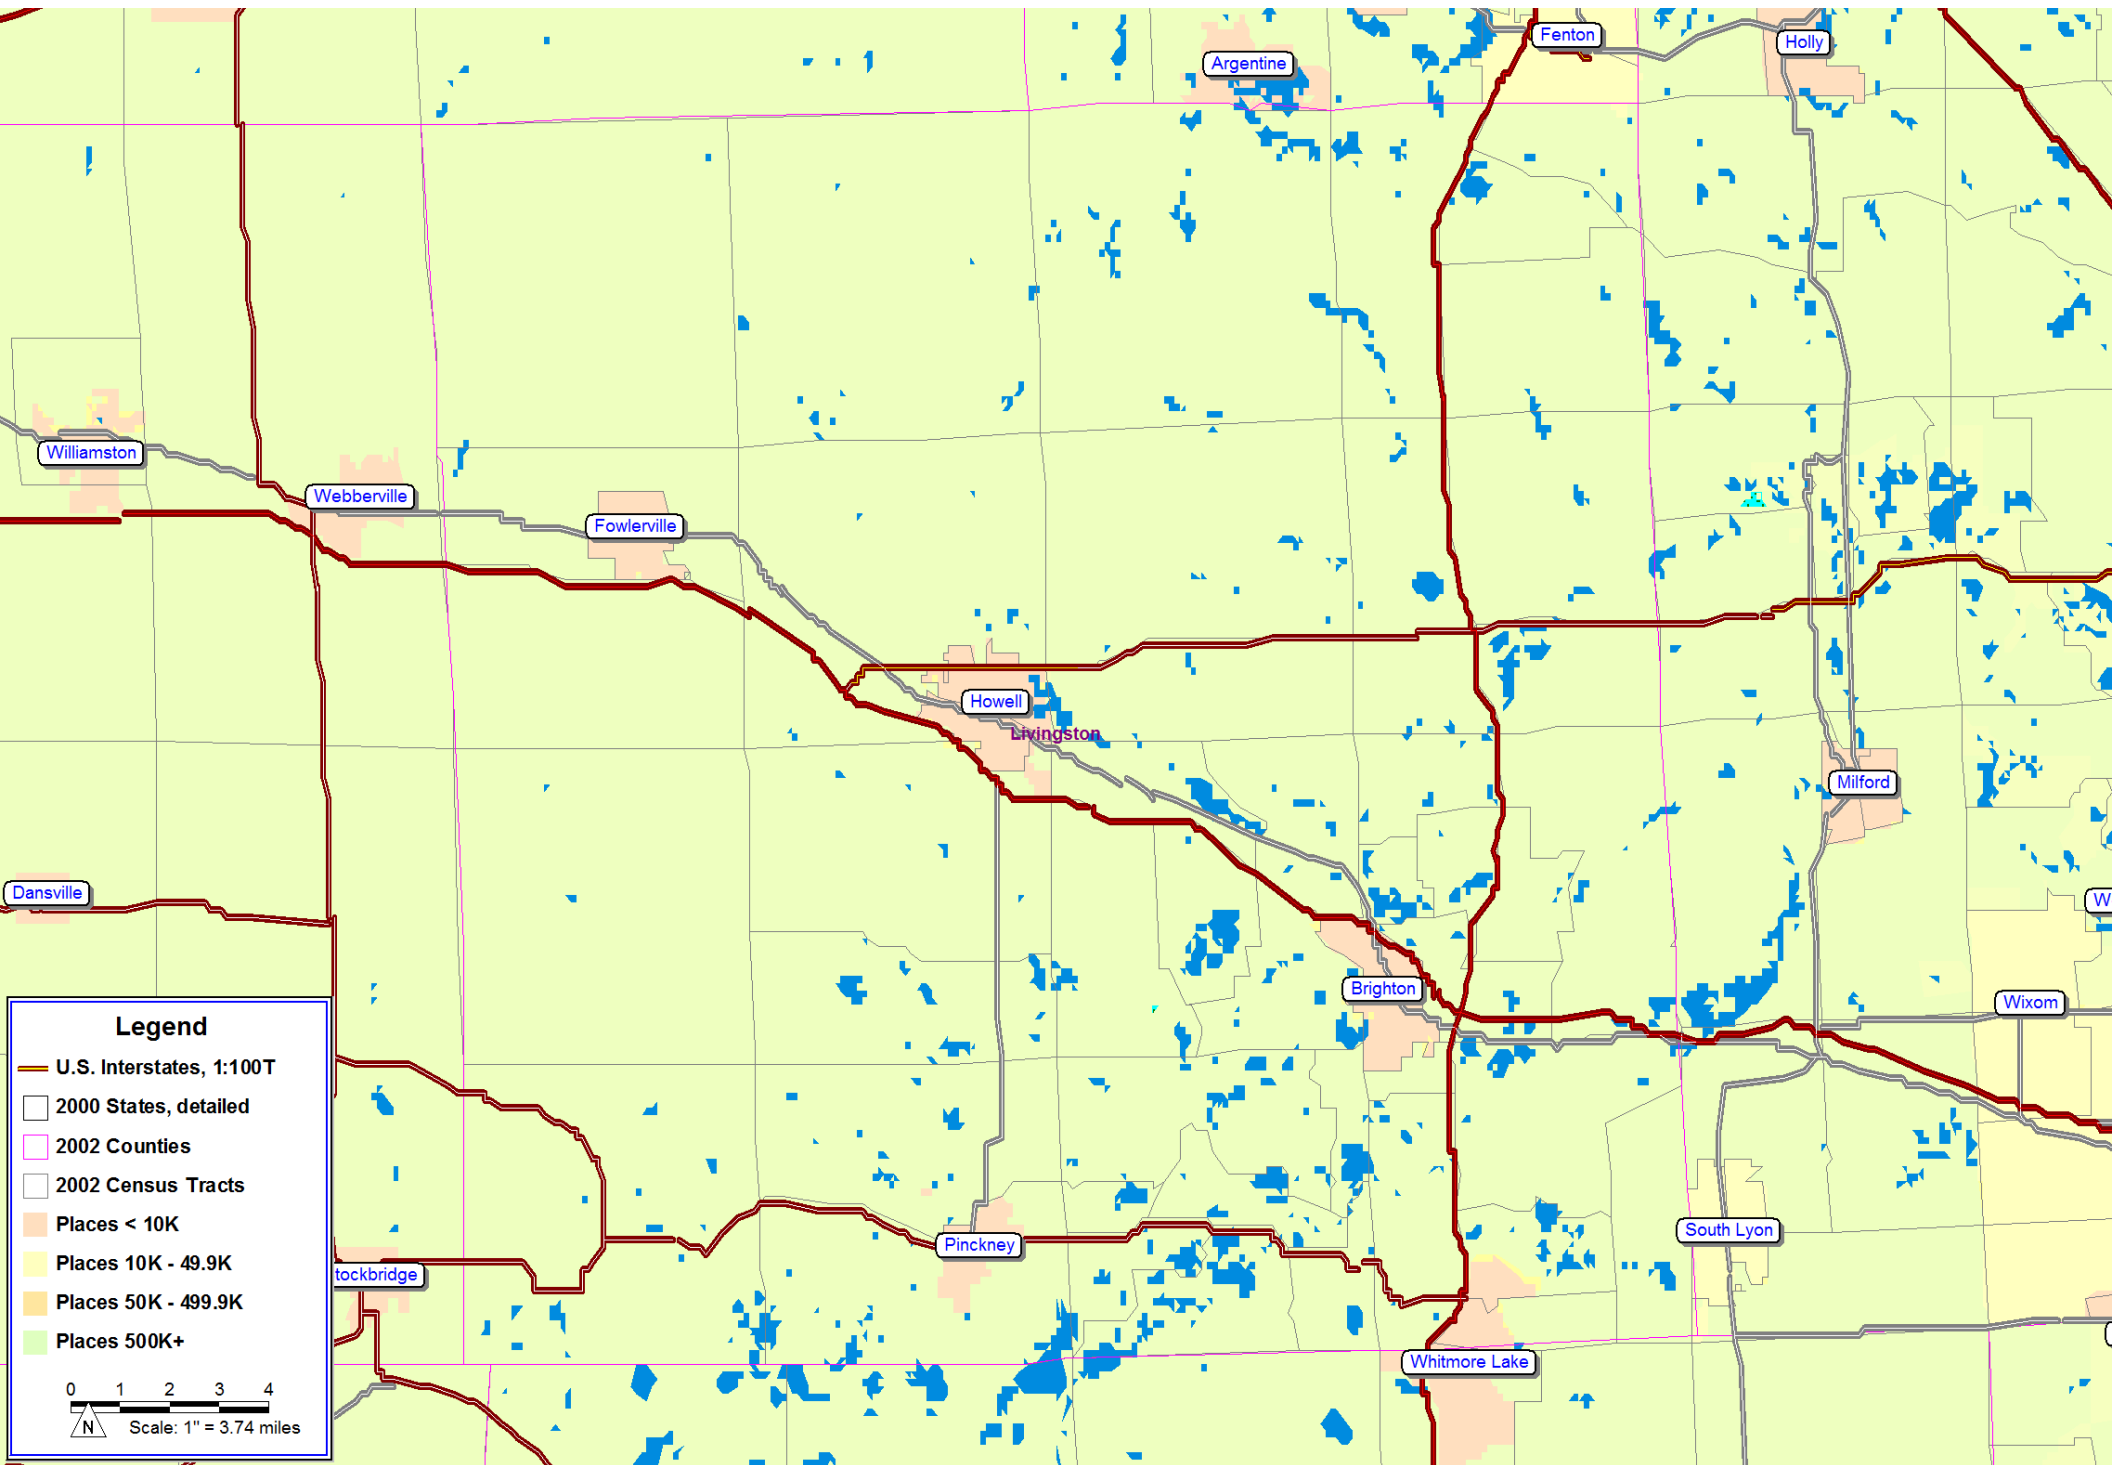 Fenton
Holly
Argentine
Williamston
Webberville
Fowlerville
Howell
Livingston
Milford
Dansville
W
Brighton
Wixom
South Lyon
Pinckney
tockbridge
Whitmore Lake
Legend
U.S. Interstates, 1:100T
2000 States, detailed
2002 Counties
2002 Census Tracts
Places < 10K
Places 10K - 49.9K
Places 50K - 499.9K
Places 500K+
0 1 2 3 4
N Scale: 1" = 3.74 miles